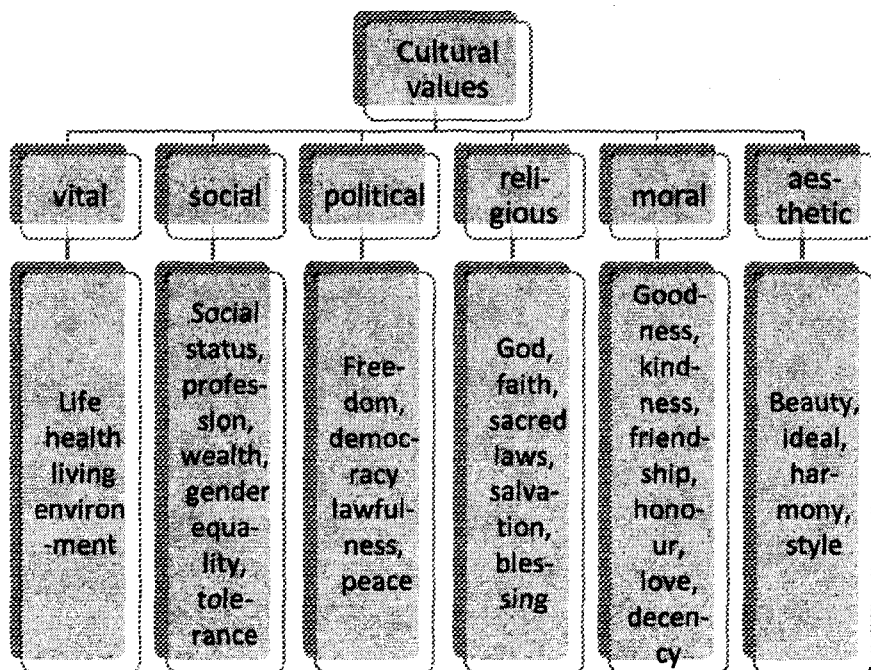 Cultural
values
vital
social
political
reli-
gious
moral
aes-
thetic
Life
health
living
environ
-ment
Social
status,
profes-
sion,
wealth,
gender
equa-
lity,
tole-
rance
Free-
dom,
democ-
racy
lawful-
ness,
peace
God,
faith,
sacred
laws,
salva-
tion,
bles-
sing
Good-
ness,
kind-
ness,
friend-
ship,
hono-
ur,
love,
decen-
cy
Beauty,
ideal,
har-
mony,
style